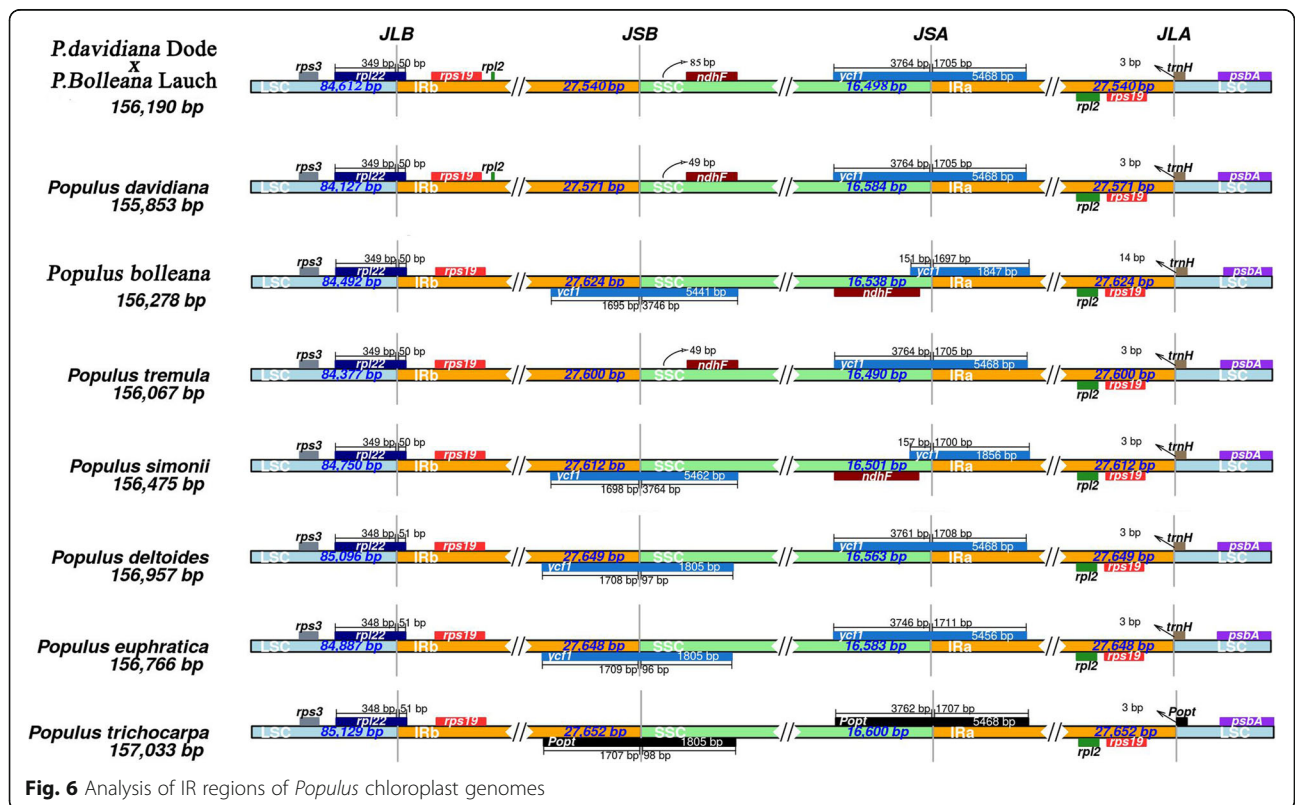 JLB JSB JSA JLA
P.davidiana Dode
x
P.Bolleana Lauch
156,190 bp
rps3 349 bp 50 bp rpl22 rps19 rpl2 85 bp ndhF 3764 bp 1705 bp ycf1 5468 bp 3 bp trnH psbA
LSC 84,612 bp IRb 27,540 bp SSC 16,498 bp IRa 27,540 bp LSC
rpl2 rps19
Populus davidiana
155,853 bp
rps3 349 bp 50 bp rpl22 rps19 rpl2 49 bp ndhF 3764 bp 1705 bp ycf1 5468 bp 3 bp trnH psbA
LSC 84,127 bp IRb 27,571 bp SSC 16,584 bp IRa 27,571 bp LSC
rpl2 rps19
Populus bolleana
156,278 bp
rps3 349 bp 50 bp rpl22 rps19 151 bp 1697 bp ycf1 1847 bp 14 bp trnH psbA
LSC 84,492 bp IRb 27,624 bp SSC 16,538 bp IRa 27,624 bp LSC
ycf1 5441 bp ndhF rpl2 rps19
1695 bp 3746 bp
Populus tremula
156,067 bp
rps3 349 bp 50 bp rpl22 rps19 49 bp ndhF 3764 bp 1705 bp ycf1 5468 bp 3 bp trnH psbA
LSC 84,377 bp IRb 27,600 bp SSC 16,490 bp IRa 27,600 bp LSC
rpl2 rps19
Populus simonii
156,475 bp
rps3 349 bp 50 bp rpl22 rps19 157 bp 1700 bp ycf1 1856 bp 3 bp trnH psbA
LSC 84,750 bp IRb 27,612 bp SSC 16,501 bp IRa 27,612 bp LSC
ycf1 5462 bp ndhF rpl2 rps19
1698 bp 3764 bp
Populus deltoides
156,957 bp
rps3 348 bp 51 bp rpl22 rps19 3761 bp 1708 bp ycf1 5468 bp 3 bp trnH psbA
LSC 85,096 bp IRb 27,649 bp SSC 16,563 bp IRa 27,649 bp LSC
ycf1 1805 bp rpl2 rps19
1708 bp 97 bp
Populus euphratica
156,766 bp
rps3 348 bp 51 bp rpl22 rps19 3746 bp 1711 bp ycf1 5456 bp 3 bp trnH psbA
LSC 84,887 bp IRb 27,648 bp SSC 16,583 bp IRa 27,648 bp LSC
ycf1 1805 bp rpl2 rps19
1709 bp 96 bp
Populus trichocarpa
157,033 bp
rps3 348 bp 51 bp rpl22 rps19 3762 bp 1707 bp Popt 5468 bp 3 bp Popt psbA
LSC 85,129 bp IRb 27,652 bp SSC 16,600 bp IRa 27,652 bp LSC
Popt 1805 bp rpl2 rps19
1707 bp 98 bp
Fig. 6 Analysis of IR regions of Populus chloroplast genomes